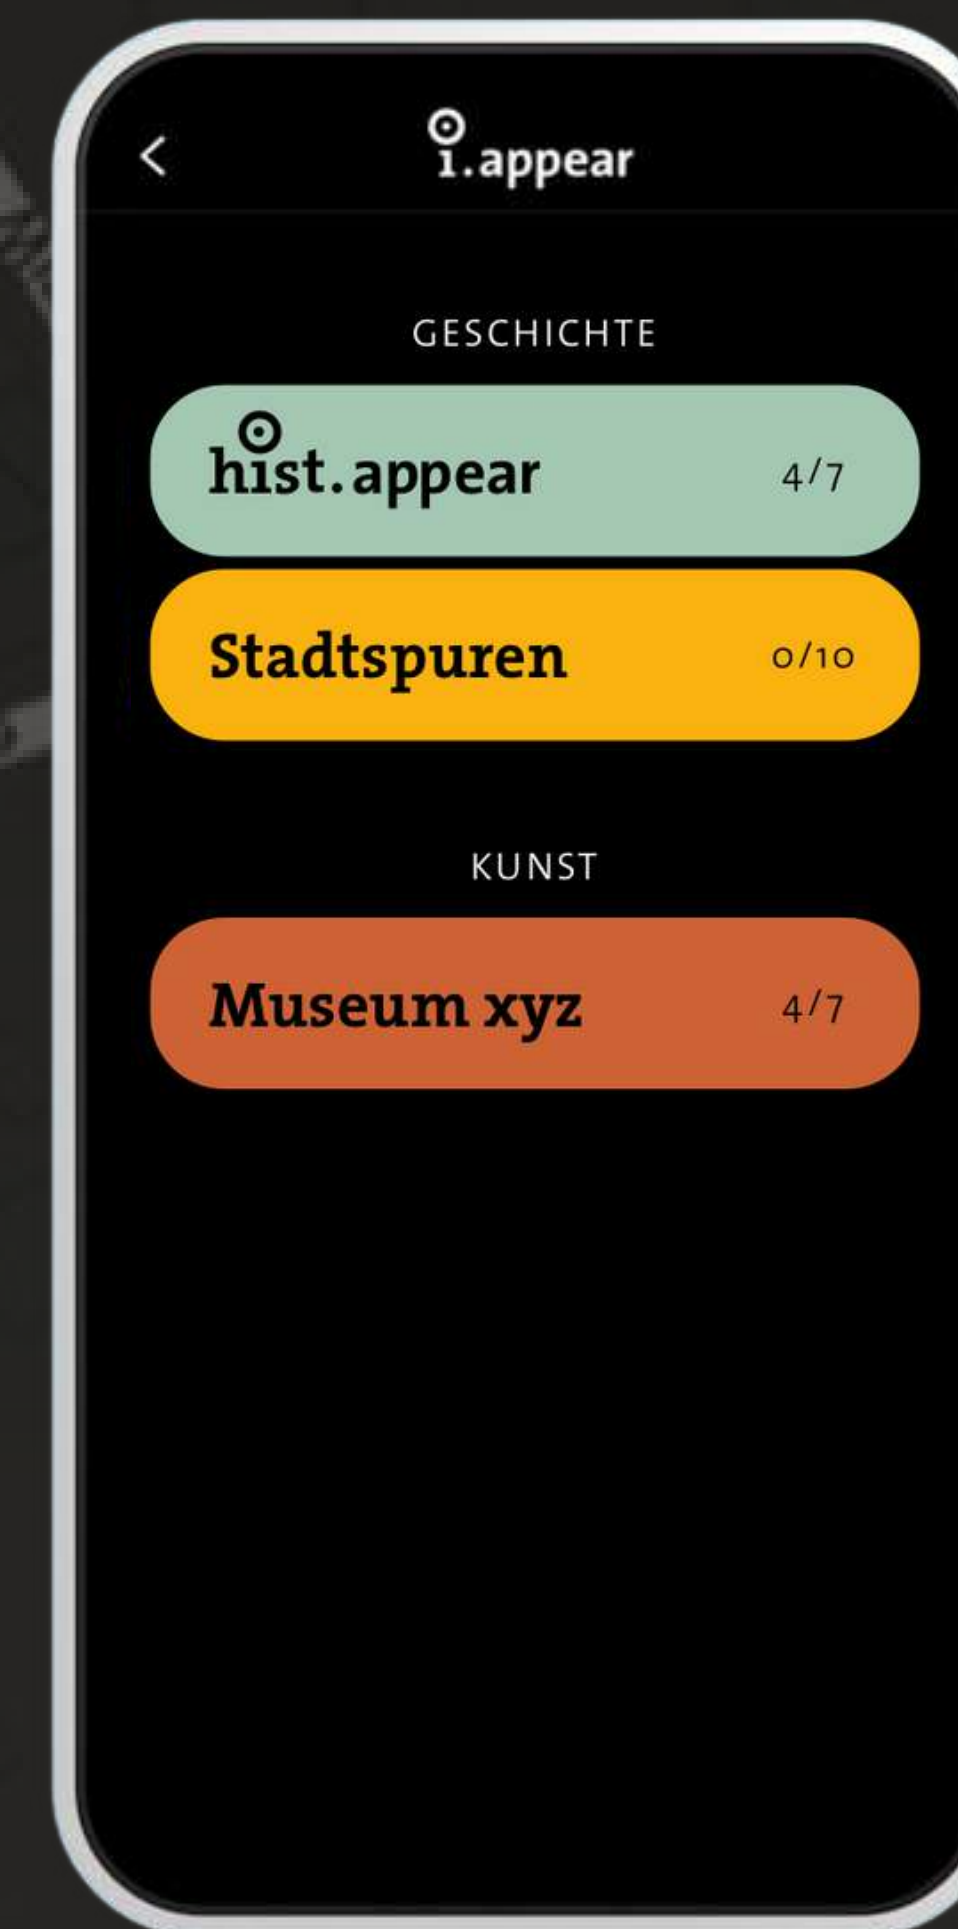 i.appear
GESCHICHTE
hist.appear 4/7
Stadtspuren 0/10
KUNST
Museum xyz 4/7